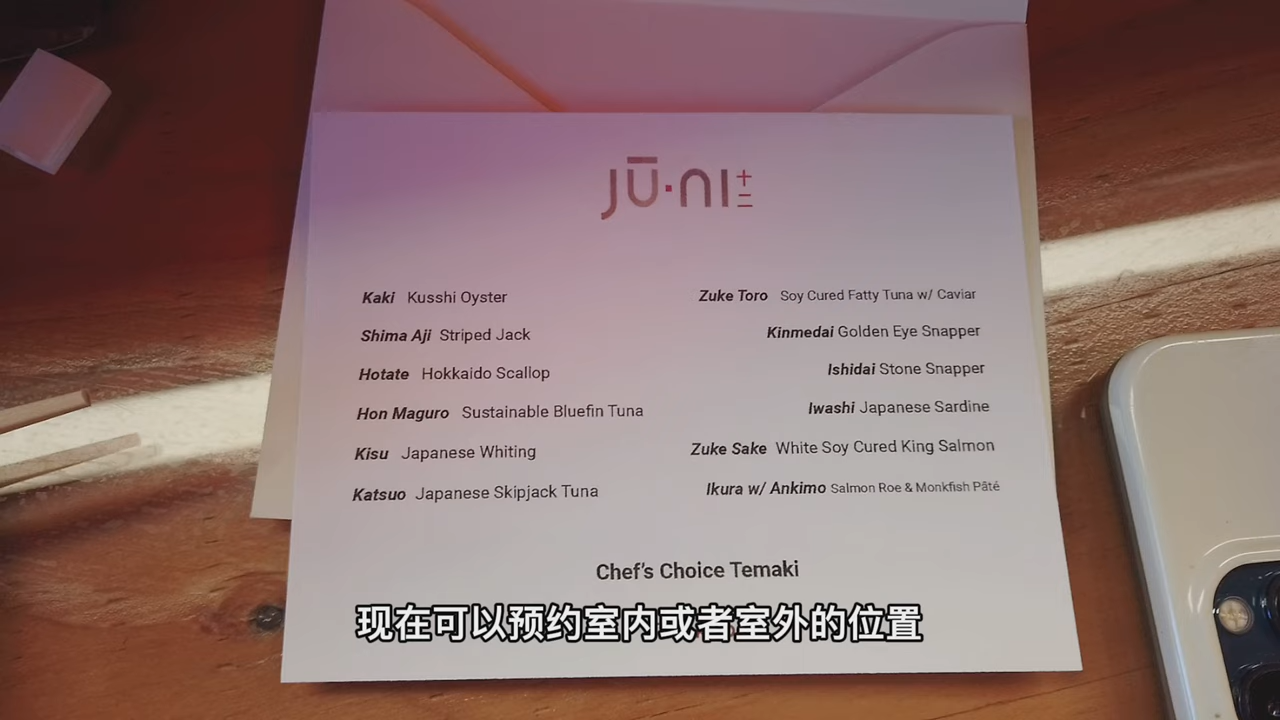 JŪ·NI
Kaki Kusshi Oyster
Shima Aji Striped Jack
Hotate Hokkaido Scallop
Hon Maguro Sustainable Bluefin Tuna
Kisu Japanese Whiting
Katsuo Japanese Skipjack Tuna
Zuke Toro Soy Cured Fatty Tuna w/ Caviar
Kinmedai Golden Eye Snapper
Ishidai Stone Snapper
Iwashi Japanese Sardine
Zuke Sake White Soy Cured King Salmon
Ikura w/ Ankimo Salmon Roe & Monkfish Pâté
Chef's Choice Temaki
现在可以预约室内或者室外的位置